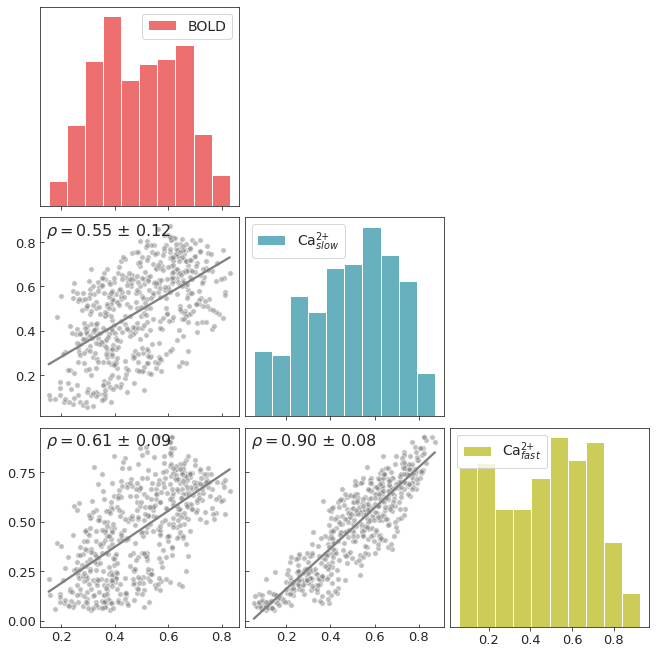 BOLD
ρ = 0.55 ± 0.12
0.8
0.6
0.4
0.2
Ca²⁺slow
ρ = 0.61 ± 0.09
0.75
0.50
0.25
0.00
0.2 0.4 0.6 0.8
ρ = 0.90 ± 0.08
0.2 0.4 0.6 0.8
Ca²⁺fast
0.2 0.4 0.6 0.8